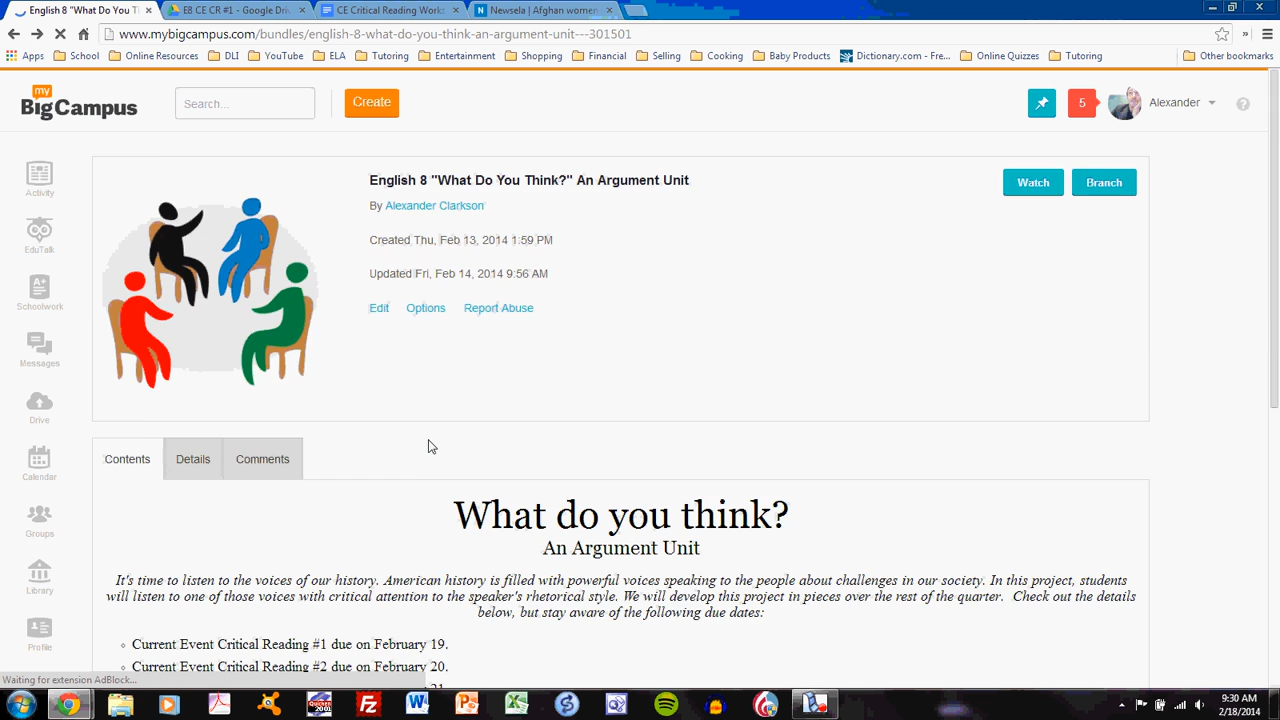 English 8 "What Do You T
E8 CE CR #1 - Google Dri
CE Critical Reading Works
Newsela | Afghan women
www.mybigcampus.com/bundles/english-8-what-do-you-think-an-argument-unit---301501
Apps School Online Resources DLI YouTube ELA Tutoring Entertainment Shopping Financial Selling Cooking Baby Products Dictionary.com - Fre... Online Quizzes Tutoring Other bookmarks
my
BigCampus
Search...
Create
5
Alexander
Activity
EduTalk
Schoolwork
Messages
Drive
Calendar
Groups
Library
Profile
English 8 "What Do You Think?" An Argument Unit
Watch
Branch
By Alexander Clarkson
Created Thu, Feb 13, 2014 1:59 PM
Updated Fri, Feb 14, 2014 9:56 AM
Edit Options Report Abuse
Contents Details Comments
What do you think?
An Argument Unit
It's time to listen to the voices of our history. American history is filled with powerful voices speaking to the people about challenges in our society. In this project, students
will listen to one of those voices with critical attention to the speaker's rhetorical style. We will develop this project in pieces over the rest of the quarter. Check out the details
below, but stay aware of the following due dates:
Current Event Critical Reading #1 due on February 19.
Current Event Critical Reading #2 due on February 20.
Waiting for extension AdBlock...
9:30 AM
2/18/2014